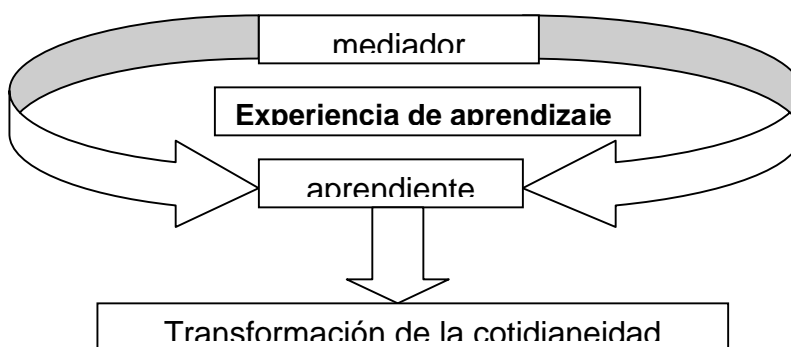 mediador
Experiencia de aprendizaje
aprendiente
Transformación de la cotidianeidad